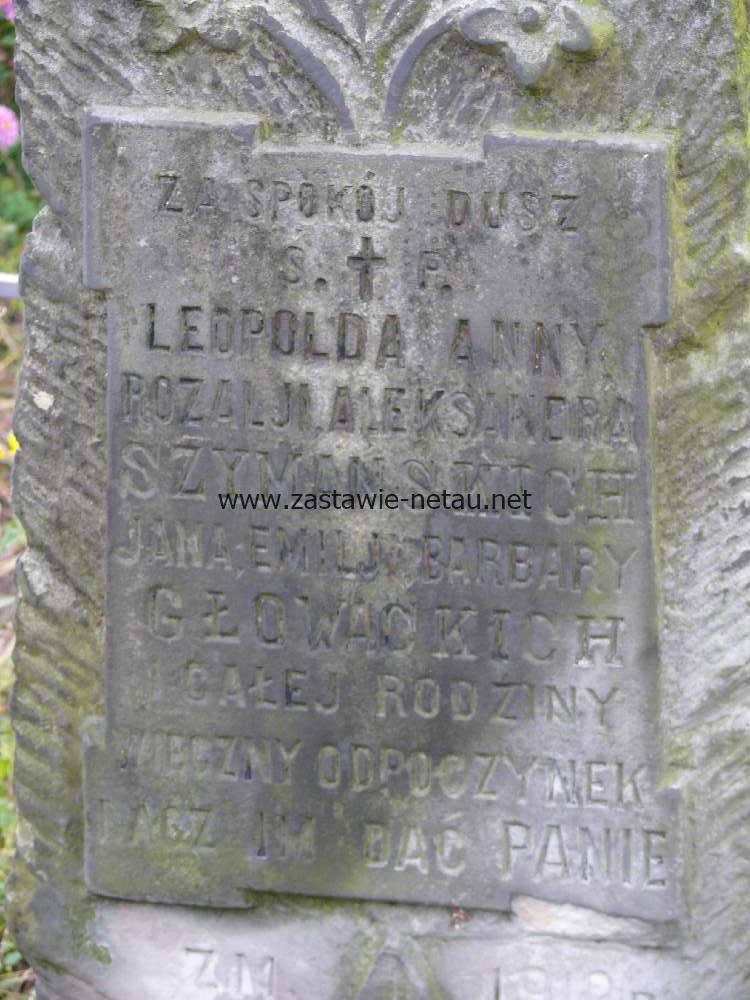 ZA SPOKÓJ DUSZ
Ś. † P.
LEOPOLDA ANNY,
ROZALJI, ALEKSANDRA
SZYMAŃSKICH
www.zastawie-netau.net
JANA, EMILJI, BARBARY
GŁOWACKICH
I CAŁEJ RODZINY
WIECZNY ODPOCZYNEK
RACZ IM DAĆ PANIE
ZM